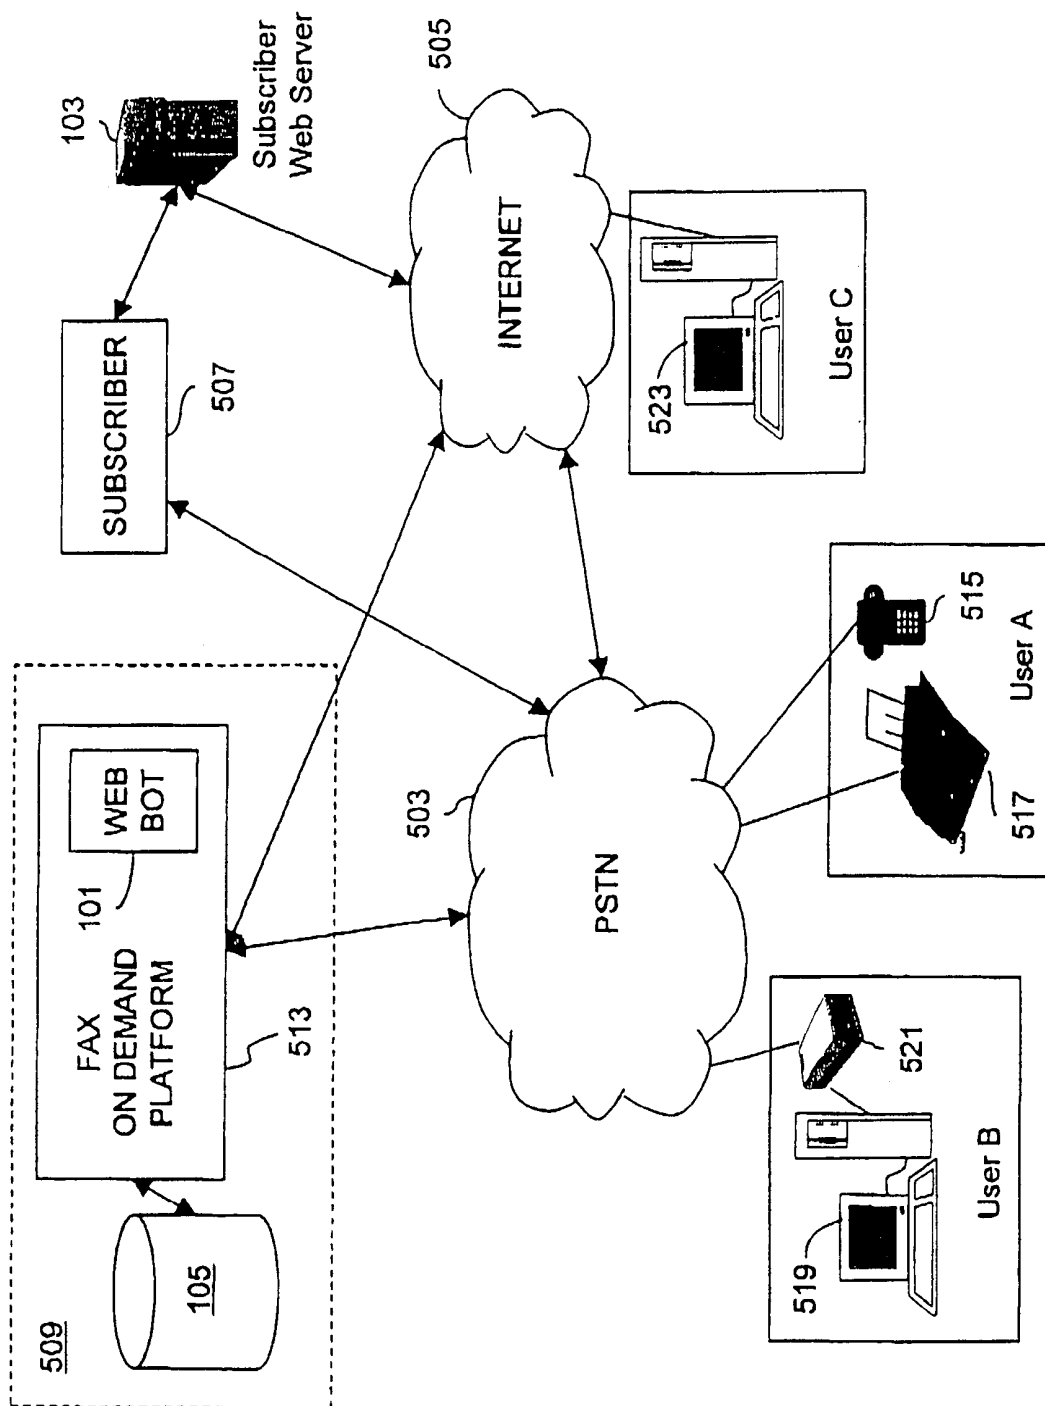 509
105
FAX
ON DEMAND
PLATFORM
WEB
BOT
101
513
SUBSCRIBER
507
103
Subscriber
Web Server
503
PSTN
INTERNET
505
519
521
User B
517
515
User A
523
User C